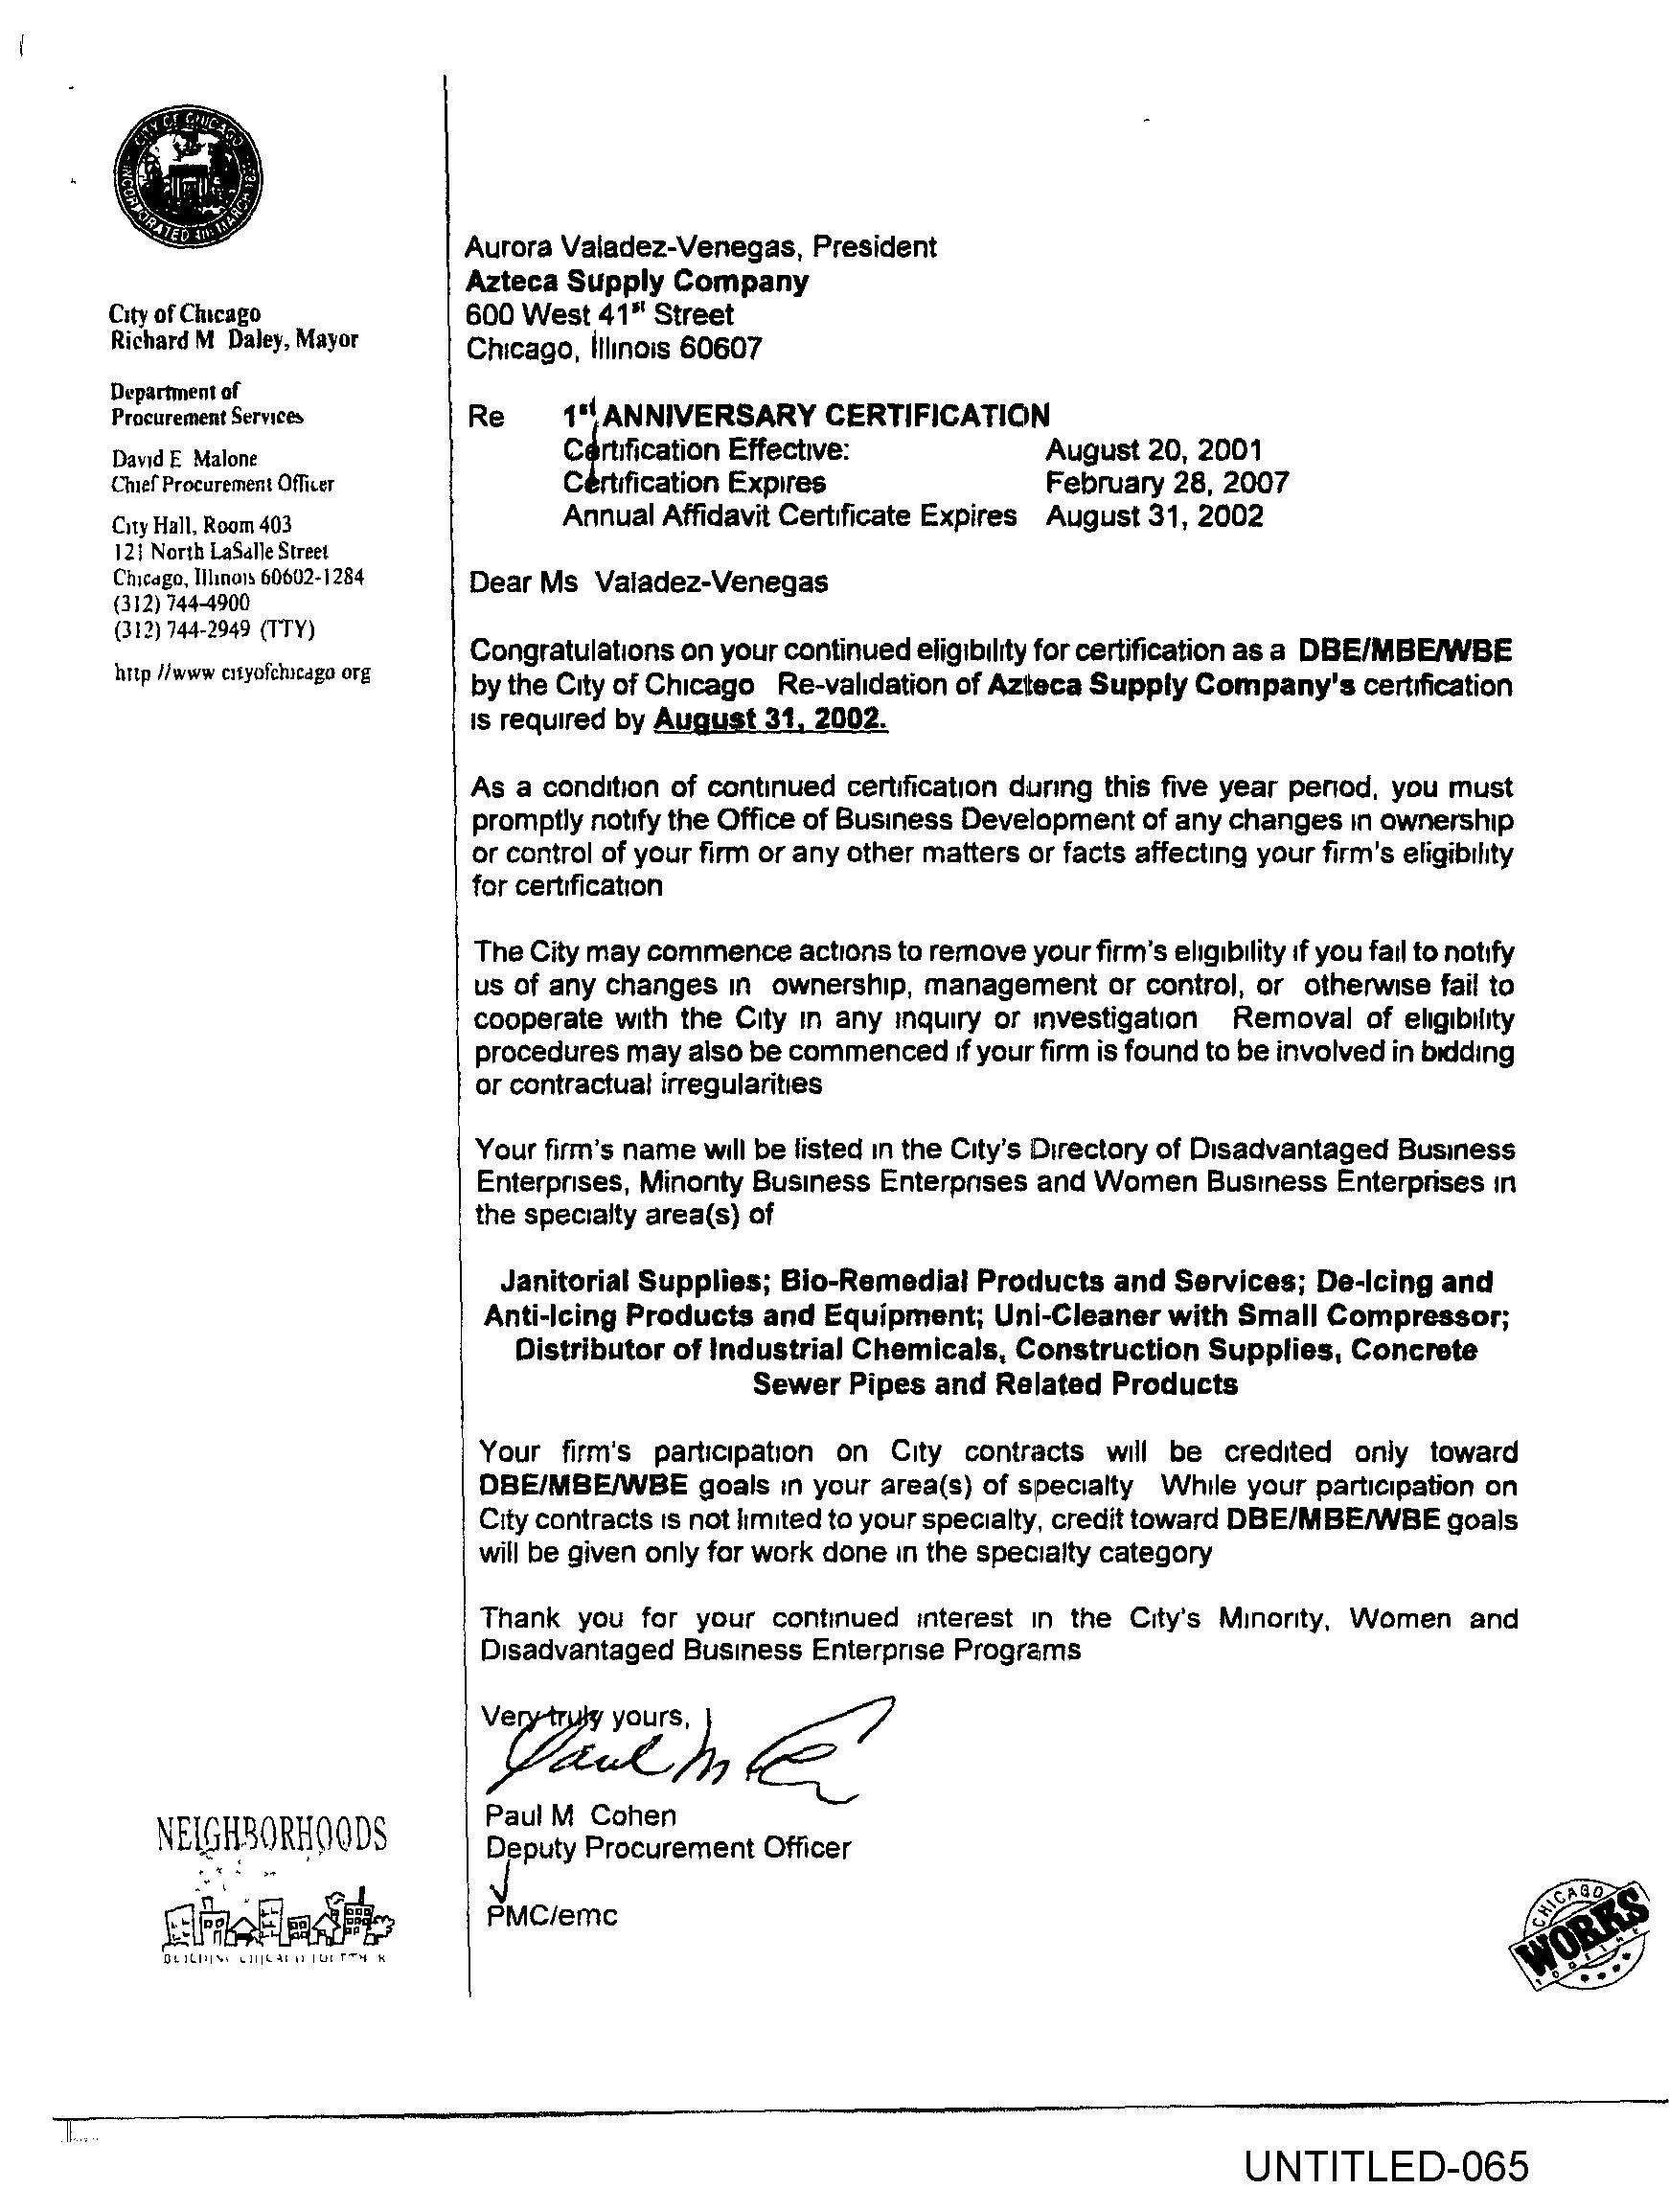 CITY OF CHICAGO
INCORPORATED 4th MARCH 1837
City of Chicago
Richard M Daley, Mayor
Department of
Procurement Services
David E Malone
Chief Procurement Officer
City Hall, Room 403
121 North LaSalle Street
Chicago, Illinois 60602-1284
(312) 744-4900
(312) 744-2949 (TTY)
http //www cityofchicago org
Aurora Valadez-Venegas, President
Azteca Supply Company
600 West 41st Street
Chicago, Illinois 60607
Re 1st ANNIVERSARY CERTIFICATION
Certification Effective: August 20, 2001
Certification Expires February 28, 2007
Annual Affidavit Certificate Expires August 31, 2002
Dear Ms Valadez-Venegas
Congratulations on your continued eligibility for certification as a DBE/MBE/WBE
by the City of Chicago Re-validation of Azteca Supply Company's certification
is required by August 31, 2002.
As a condition of continued certification during this five year period, you must
promptly notify the Office of Business Development of any changes in ownership
or control of your firm or any other matters or facts affecting your firm's eligibility
for certification
The City may commence actions to remove your firm's eligibility if you fail to notify
us of any changes in ownership, management or control, or otherwise fail to
cooperate with the City in any inquiry or investigation Removal of eligibility
procedures may also be commenced if your firm is found to be involved in bidding
or contractual irregularities
Your firm's name will be listed in the City's Directory of Disadvantaged Business
Enterprises, Minority Business Enterprises and Women Business Enterprises in
the specialty area(s) of
Janitorial Supplies; Bio-Remedial Products and Services; De-Icing and
Anti-Icing Products and Equipment; Uni-Cleaner with Small Compressor;
Distributor of Industrial Chemicals, Construction Supplies, Concrete
Sewer Pipes and Related Products
Your firm's participation on City contracts will be credited only toward
DBE/MBE/WBE goals in your area(s) of specialty While your participation on
City contracts is not limited to your specialty, credit toward DBE/MBE/WBE goals
will be given only for work done in the specialty category
Thank you for your continued interest in the City's Minority, Women and
Disadvantaged Business Enterprise Programs
Very truly yours,
Paul M Cohen
Deputy Procurement Officer
PMC/emc
NEIGHBORHOODS
BUILDING CHICAGO TOGETHER
CHICAGO
WORKS
TOGETHER
UNTITLED-065